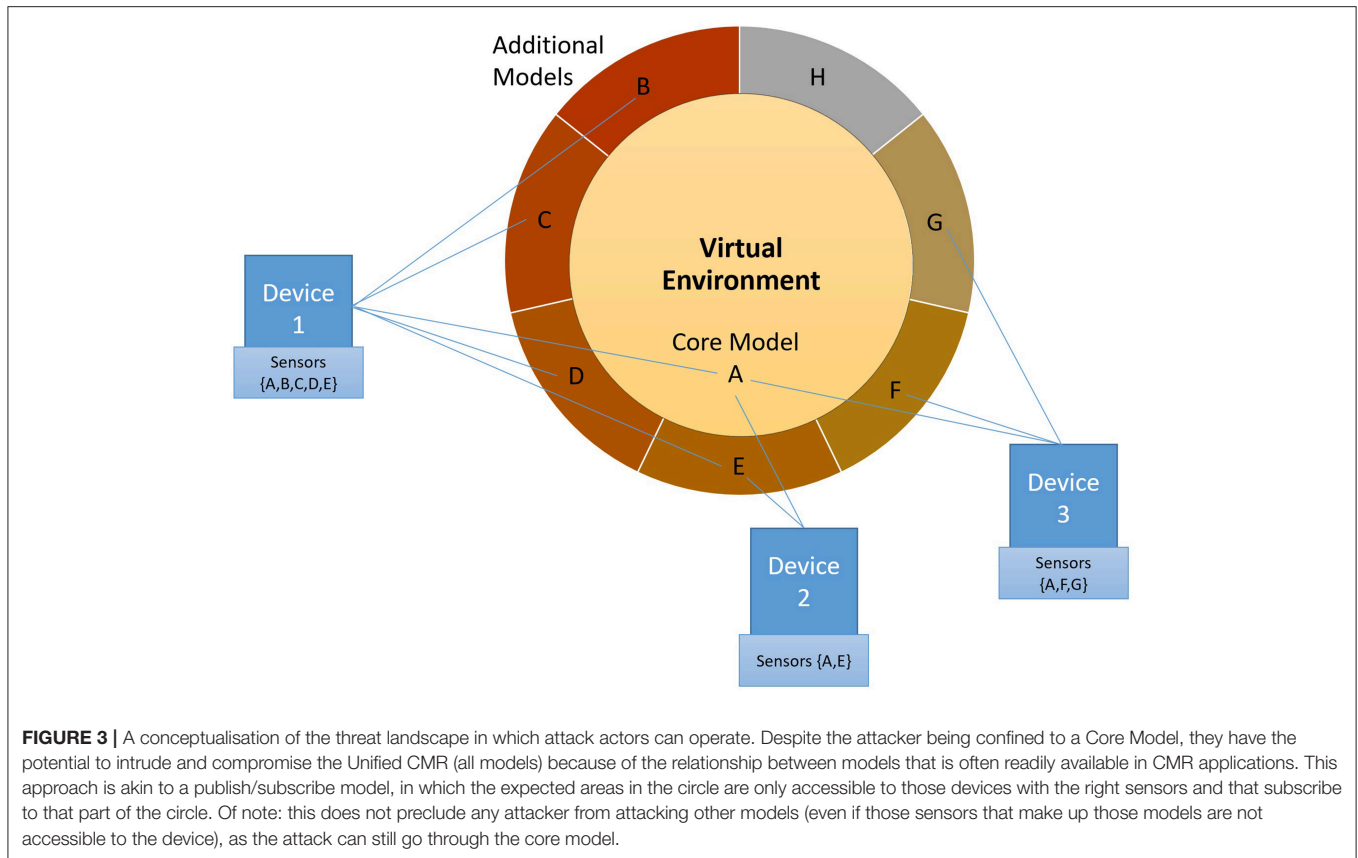 Additional
Models
B
H
C
G
Virtual
Environment
Device
1
Sensors
{A,B,C,D,E}
Core Model
A
D
F
E
Device
2
Sensors {A,E}
Device
3
Sensors
{A,F,G}
FIGURE 3 | A conceptualisation of the threat landscape in which attack actors can operate. Despite the attacker being confined to a Core Model, they have the
potential to intrude and compromise the Unified CMR (all models) because of the relationship between models that is often readily available in CMR applications. This
approach is akin to a publish/subscribe model, in which the expected areas in the circle are only accessible to those devices with the right sensors and that subscribe
to that part of the circle. Of note: this does not preclude any attacker from attacking other models (even if those sensors that make up those models are not
accessible to the device), as the attack can still go through the core model.